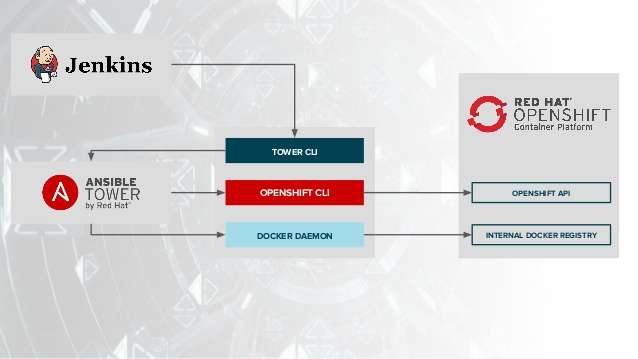 Jenkins
RED HAT®
OPENSHIFT
Container Platform
TOWER CLI
ANSIBLE
TOWER
by Red Hat®
OPENSHIFT CLI
OPENSHIFT API
DOCKER DAEMON
INTERNAL DOCKER REGISTRY